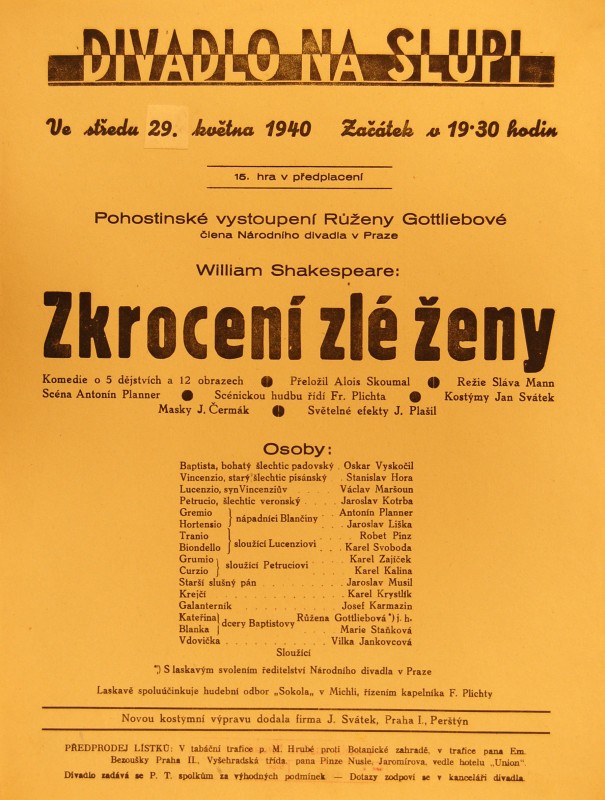 DIVADLO NA SLUPI
Ve středu 29. května 1940 Začátek v 19·30 hodin
15. hra v předplacení
Pohostinské vystoupení Růženy Gottliebové
člena Národního divadla v Praze
William Shakespeare:
Zkrocení zlé ženy
Komedie o 5 dějstvích a 12 obrazech Přeložil Alois Skoumal Režie Sláva Mann
Scéna Antonín Planner Scénickou hudbu řídí Fr. Plichta Kostýmy Jan Svátek
Masky J. Čermák Světelné efekty J. Plašil
Osoby:
Baptista, bohatý šlechtic padovský . Oskar Vyskočil
Vincenzio, starý šlechtic pisánský . Stanislav Hora
Lucenzio, syn Vincenziův . . . . Václav Maršoun
Petrucio, šlechtic veronský . . . . Jaroslav Kotrba
Gremio } nápadníci Blančiny . . Antonín Planner
Hortensio . . Jaroslav Liška
Tranio } sloužící Lucenziovi . . Robet Pinz
Biondello . . Karel Svoboda
Grumio } sloužící Petruciovi . . Karel Zajíček
Curzio . . Karel Kalina
Starší slušný pán . . . . Jaroslav Musil
Krejčí . . . . Karel Krystlík
Galanterník . . . . Josef Karmazin
Kateřina } dcery Baptistovy Růžena Gottliebová *) j. h.
Blanka . . Marie Staňková
Vdovička . . . . Vilka Jankovcová
Sloužící
*) S laskavým svolením ředitelství Národního divadla v Praze
Laskavě spoluúčinkuje hudební odbor „Sokola„ v Michli, řízením kapelníka F. Plichty
Novou kostymní výpravu dodala firma J. Svátek, Praha I., Perštýn
PŘEDPRODEJ LÍSTKŮ: V tabáční trafice p. M. Hrubé proti Botanické zahradě, v trafice pana Em.
Bezoušky Praha II., Vyšehradská třída pana Pinze Nusle, Jaromírova, vedle hotelu „Union".
Divadlo zadává se P. T. spolkům za výhodných podmínek — Dotazy zodpoví se v kanceláři divadla.